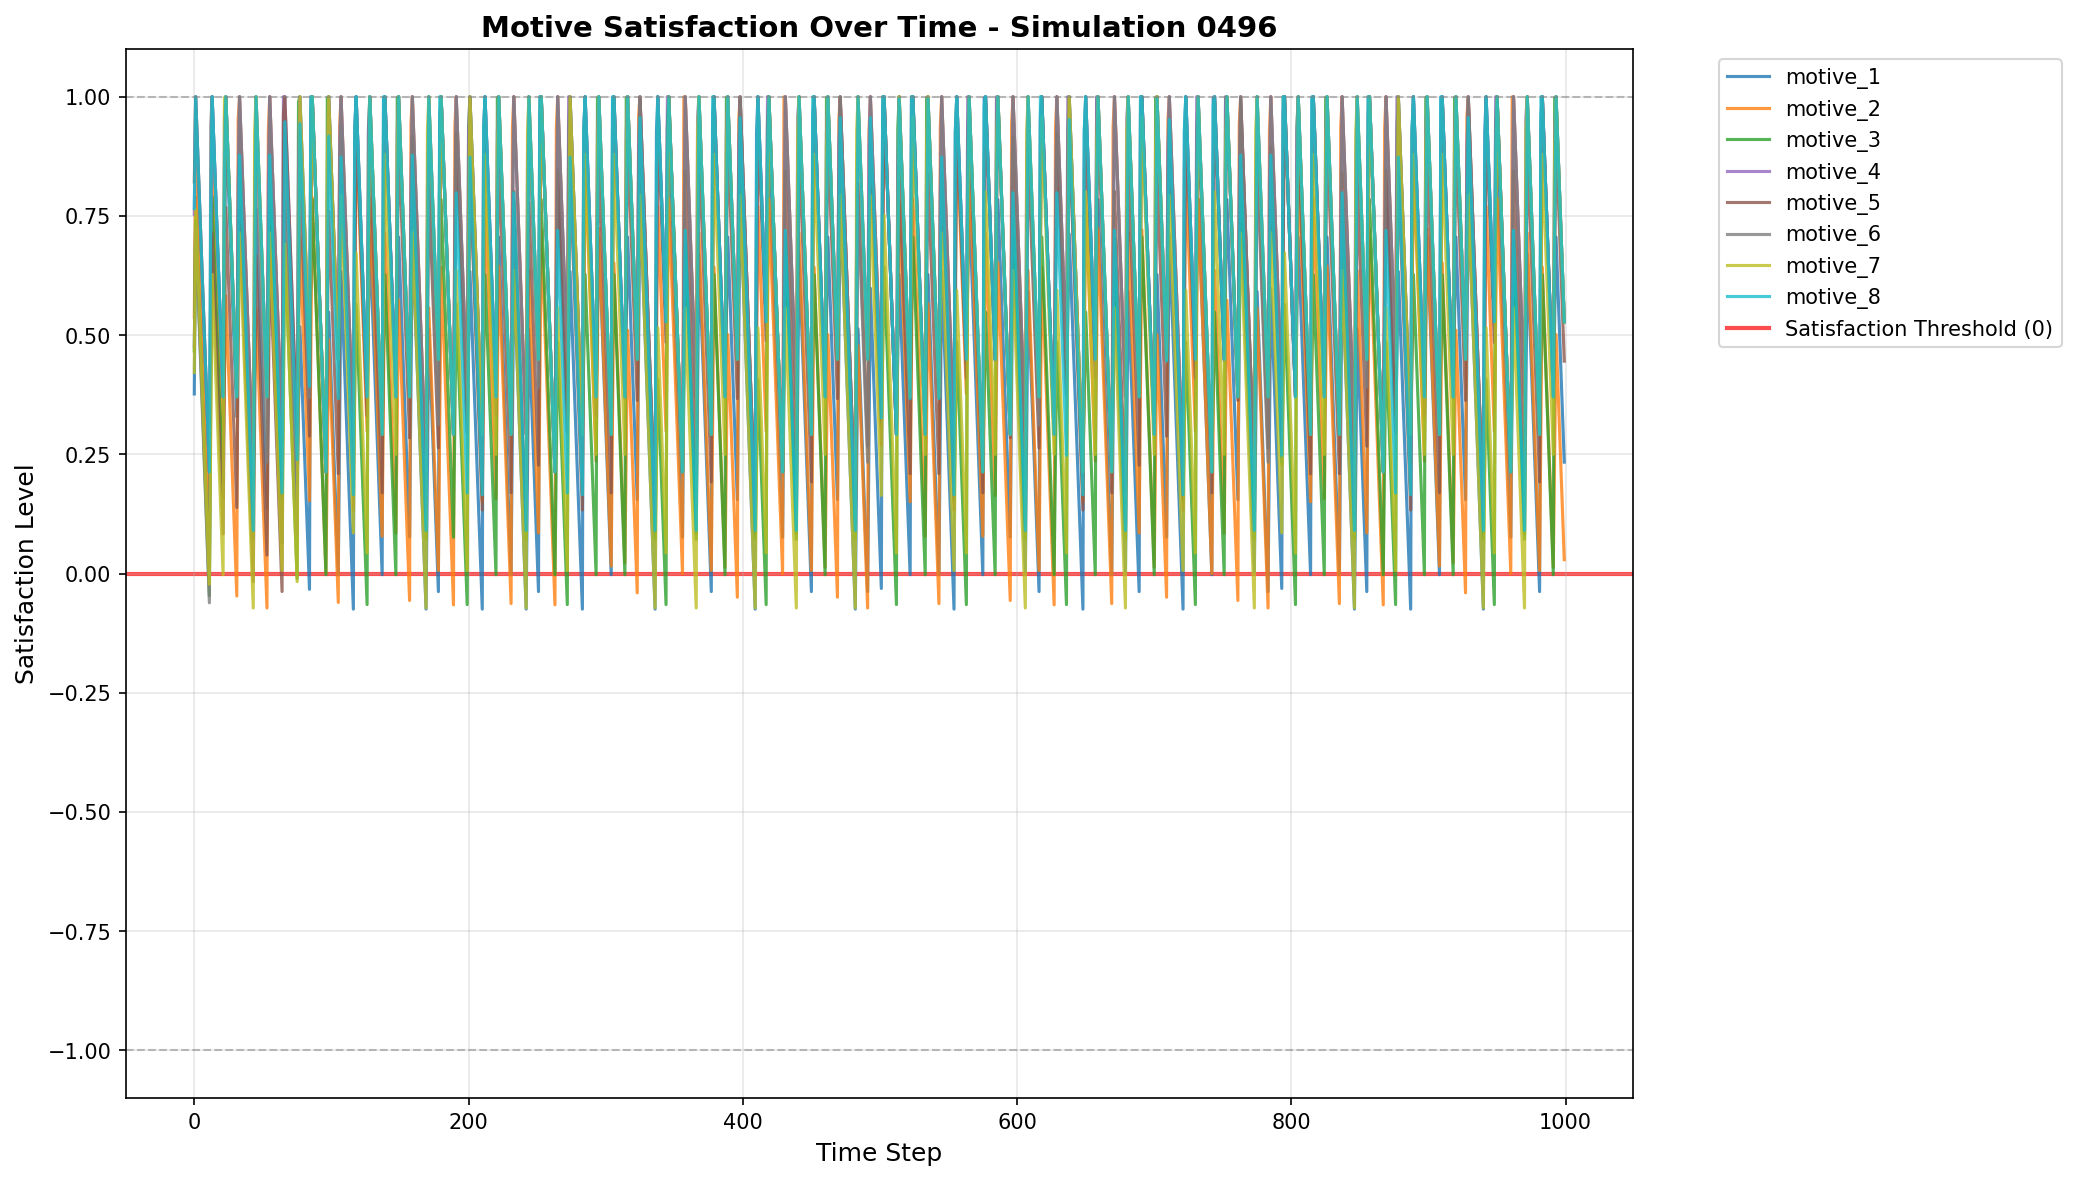 Motive Satisfaction Over Time - Simulation 0496
1.00
0.75
0.50
0.25
0.00
−0.25
−0.50
−0.75
−1.00
Satisfaction Level
0
200
400
600
800
1000
Time Step
motive_1
motive_2
motive_3
motive_4
motive_5
motive_6
motive_7
motive_8
Satisfaction Threshold (0)